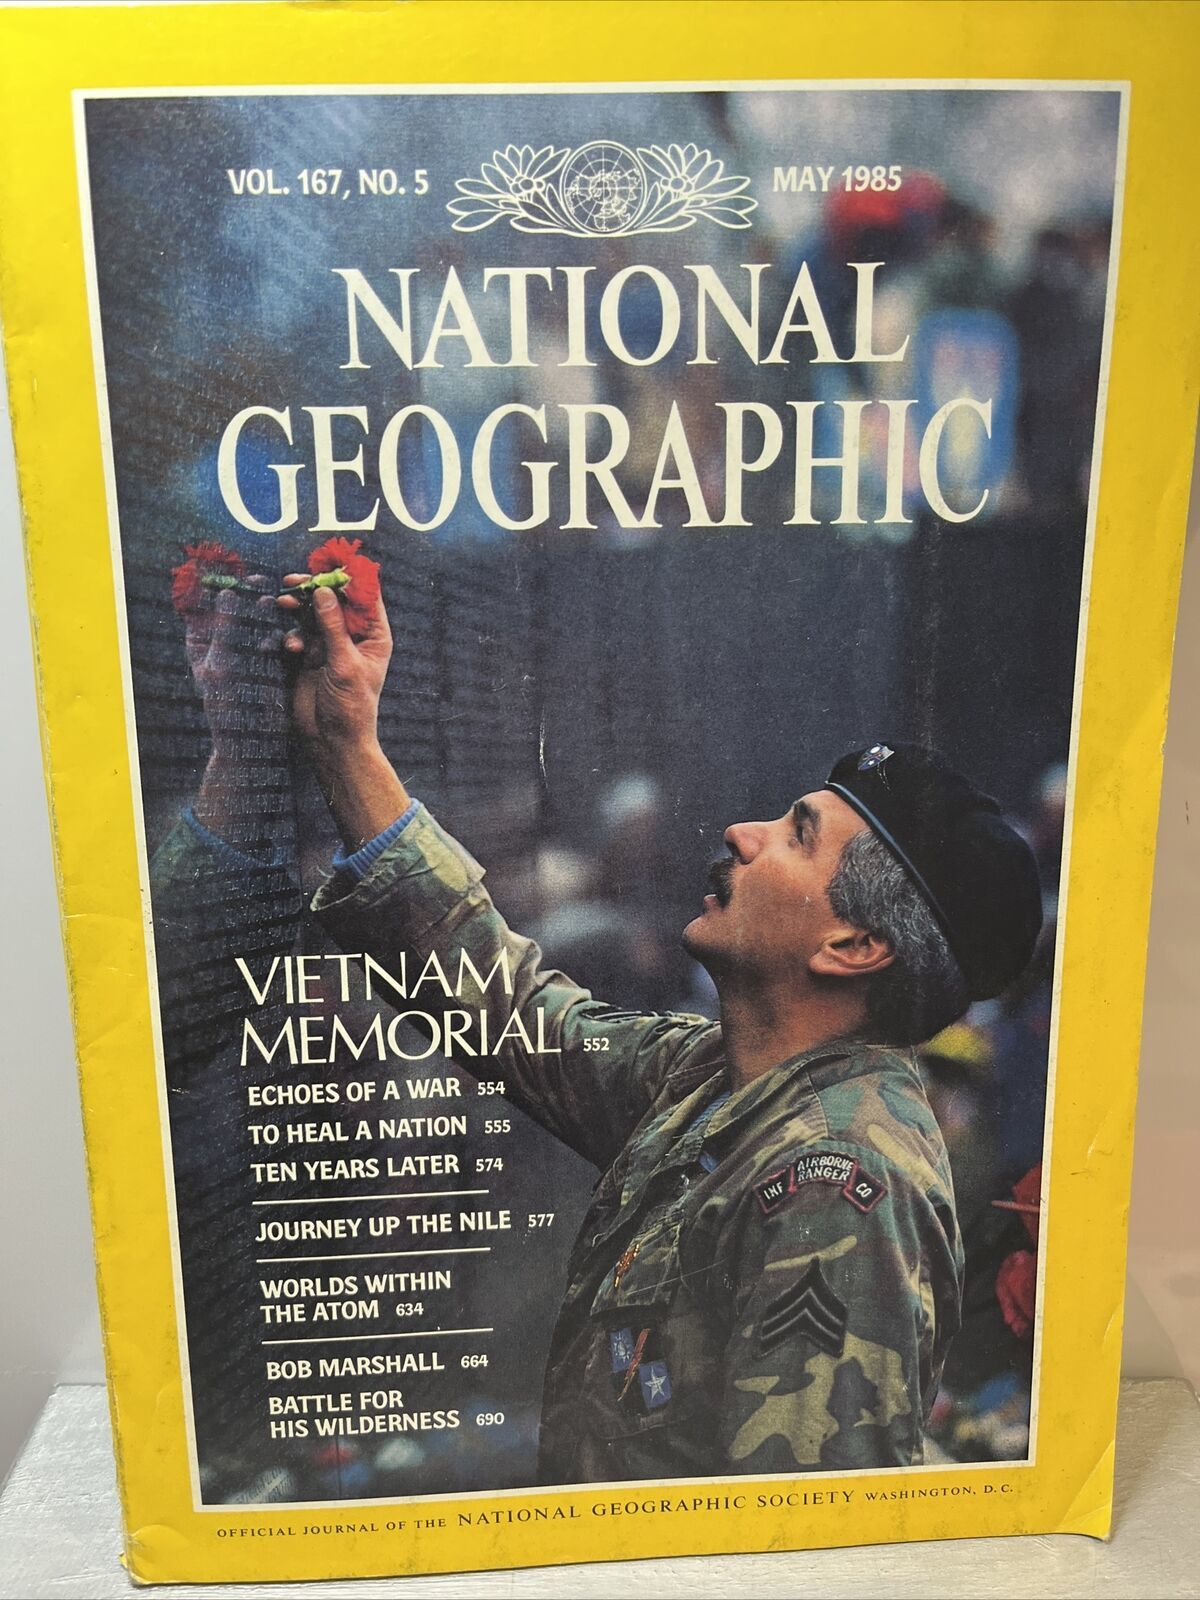 VOL. 167, NO. 5
MAY 1985
NATIONAL
GEOGRAPHIC
VIETNAM
MEMORIAL 552
ECHOES OF A WAR 554
TO HEAL A NATION 555
TEN YEARS LATER 574
JOURNEY UP THE NILE 577
WORLDS WITHIN
THE ATOM 634
BOB MARSHALL 664
BATTLE FOR
HIS WILDERNESS 690
AIRBORNE
RANGER
INF
CO
OFFICIAL JOURNAL OF THE NATIONAL GEOGRAPHIC SOCIETY WASHINGTON, D.C.